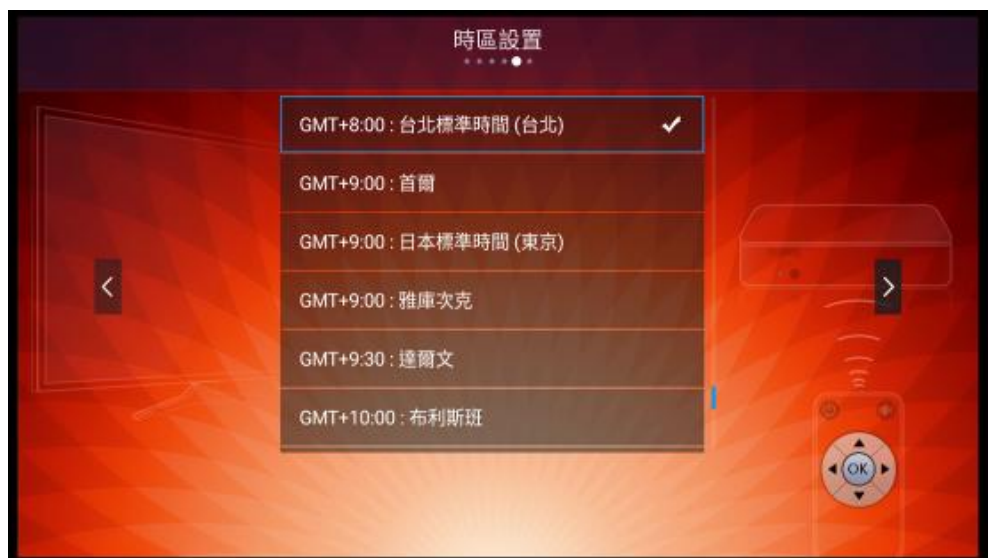 時區設置
GMT+8:00 : 台北標準時間 (台北)
GMT+9:00 : 首爾
GMT+9:00 : 日本標準時間 (東京)
GMT+9:00 : 雅庫次克
GMT+9:30 : 達爾文
GMT+10:00 : 布利斯班
OK